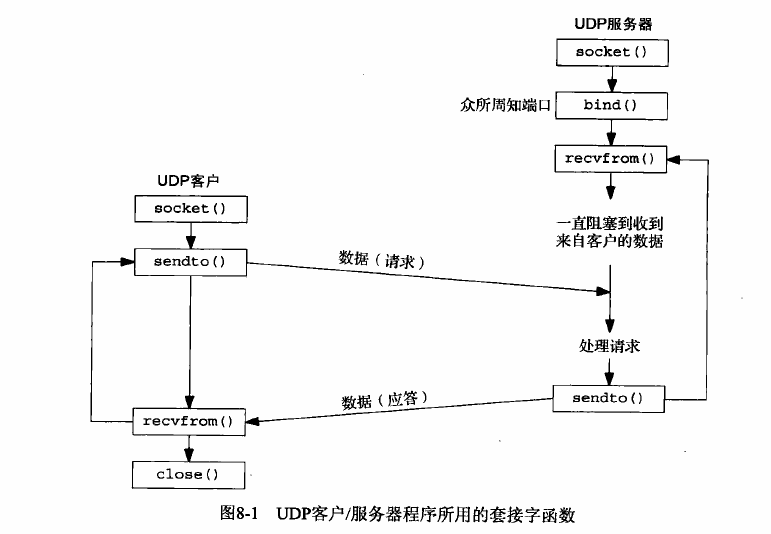 UDP服务器
socket()
众所周知端口
bind()
recvfrom()
UDP客户
socket()
一直阻塞到收到
来自客户的数据
sendto()
数据（请求）
处理请求
数据（应答）
sendto()
recvfrom()
close()
图8-1 UDP客户/服务器程序所用的套接字函数